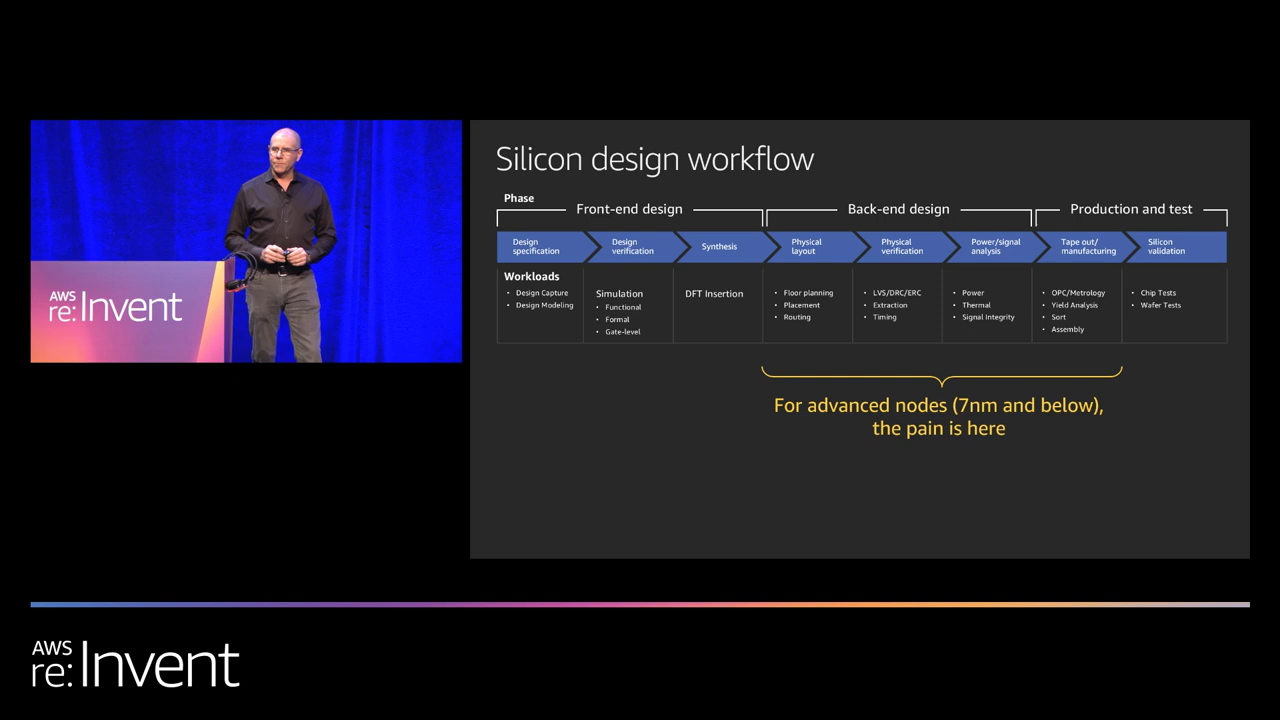 AWS
re:Invent
Silicon design workflow
Phase
Front-end design
Back-end design
Production and test
Design
specification
Design
verification
Synthesis
Physical
layout
Physical
verification
Power/signal
analysis
Tape out/
manufacturing
Silicon
validation
Workloads
• Design Capture
• Design Modeling
Simulation
• Functional
• Formal
• Gate-level
DFT Insertion
• Floor planning
• Placement
• Routing
• LVS/DRC/ERC
• Extraction
• Timing
• Power
• Thermal
• Signal Integrity
• OPC/Metrology
• Yield Analysis
• Sort
• Assembly
• Chip Tests
• Wafer Tests
For advanced nodes (7nm and below),
the pain is here
AWS
re:Invent